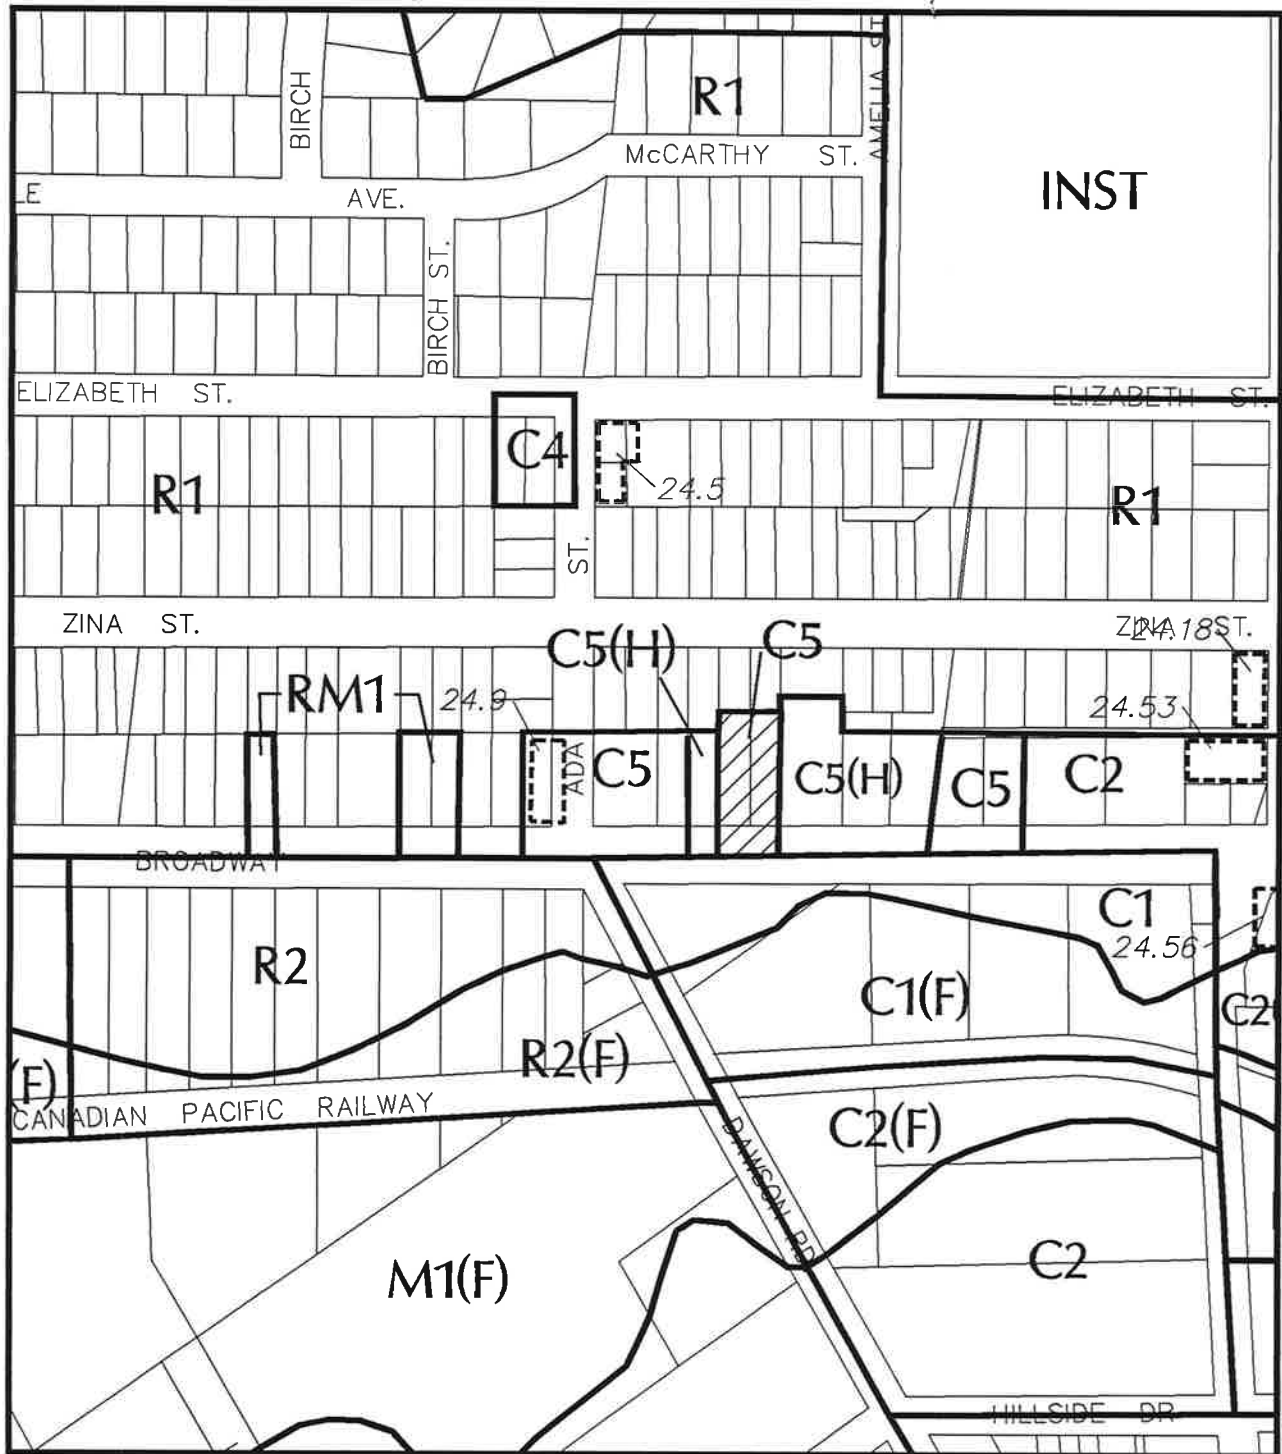 AMELIA ST.
BIRCH
R1
McCARTHY ST.
INST
LE AVE.
BIRCH ST.
ELIZABETH ST.
ELIZABETH ST.
C4
24.5
R1
R1
ST.
ZINA ST.
ZINA ST.
24.18
C5(H)
C5
RM1
24.9
24.53
ADA
C5
C5(H)
C5
C2
BROADWAY
C1
24.56
R2
C1(F)
C2
R2(F)
(F)
CANADIAN PACIFIC RAILWAY
C2(F)
DAWSON RD
C2
M1(F)
HILLSIDE DR